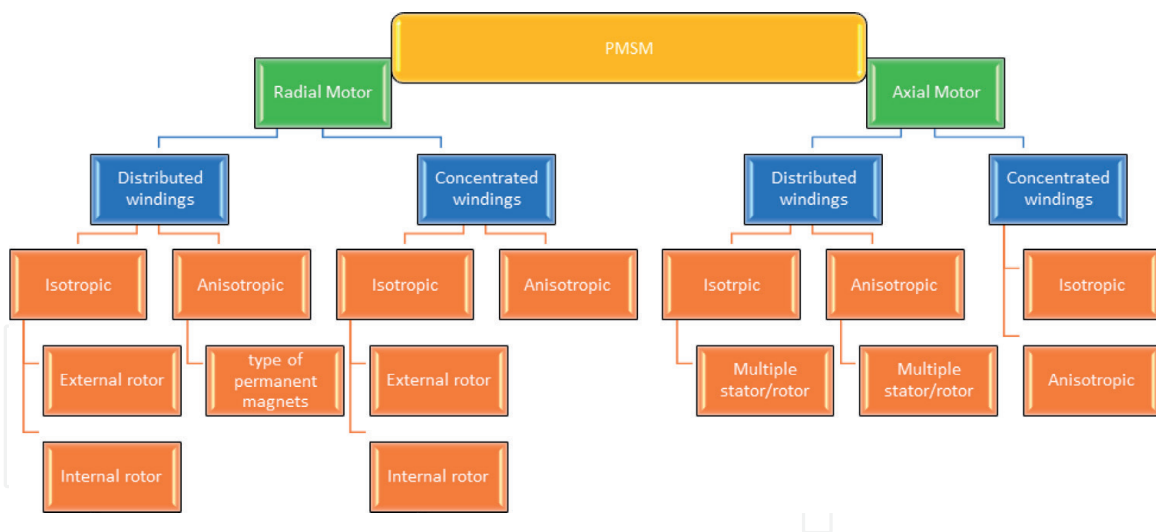 PMSM
Radial Motor
Axial Motor
Distributed
windings
Concentrated
windings
Distributed
windings
Concentrated
windings
Isotropic
Anisotropic
Isotropic
Anisotropic
Isotrpic
Anisotropic
Isotropic
External rotor
type of
permanent
magnets
External rotor
Multiple
stator/rotor
Multiple
stator/rotor
Anisotropic
Internal rotor
Internal rotor